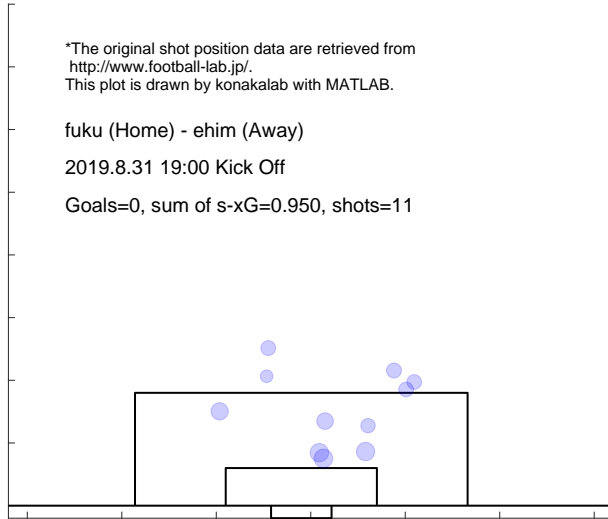 *The original shot position data are retrieved from
http://www.football-lab.jp/.
This plot is drawn by konakalab with MATLAB.
fuku (Home) - ehim (Away)
2019.8.31 19:00 Kick Off
Goals=0, sum of s-xG=0.950, shots=11